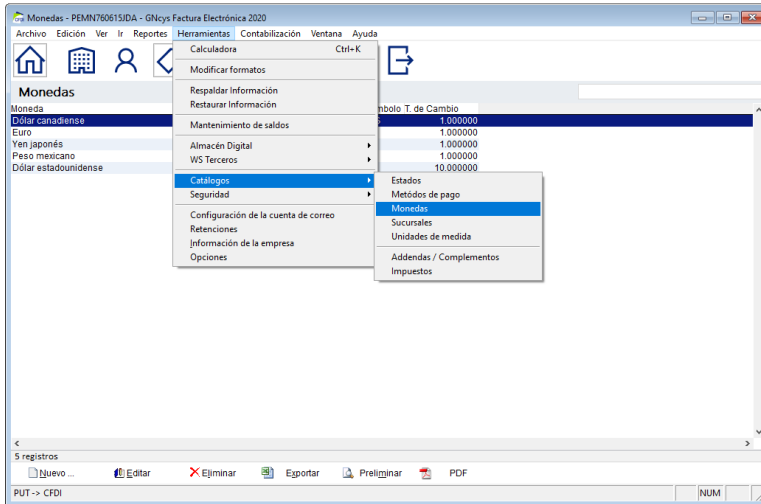 Monedas - PEMN760615JDA - GNcys Factura Electrónica 2020
Archivo Edición Ver Ir Reportes Herramientas Contabilización Ventana Ayuda
Calculadora Ctrl+K
Modificar formatos
Respaldar Información
Restaurar Información
Mantenimiento de saldos
Almacén Digital
WS Terceros
Catálogos
Seguridad
Configuración de la cuenta de correo
Retenciones
Información de la empresa
Opciones
Estados
Metódos de pago
Monedas
Sucursales
Unidades de medida
Addendas / Complementos
Impuestos
Monedas
Moneda mbolo T. de Cambio
Dólar canadiense 1.000000
Euro 1.000000
Yen japonés 1.000000
Peso mexicano 1.000000
Dólar estadounidense 10.000000
5 registros
Nuevo ... Editar Eliminar Exportar Preliminar PDF
PUT -> CFDI NUM